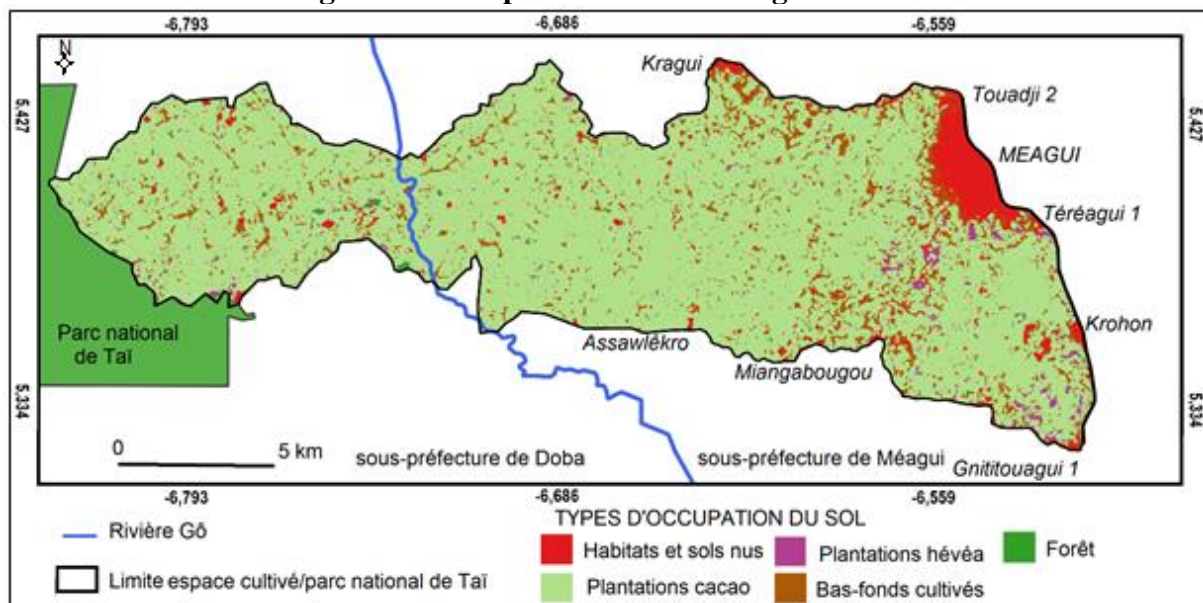 -6,793 -6,686 -6,559
N
Kragui
Touadji 2
5,427 5,427
MEAGUI
Téréagui 1
Parc national
de Taï
Krohon
Assawlékro
Miangabougou
5,334 5,334
0 5 km
sous-préfecture de Doba sous-préfecture de Méagui
Gnititouagui 1
-6,793 -6,686 -6,559
Rivière Gô
Limite espace cultivé/parc national de Taï
TYPES D'OCCUPATION DU SOL
Habitats et sols nus Plantations hévéa Forêt
Plantations cacao Bas-fonds cultivés